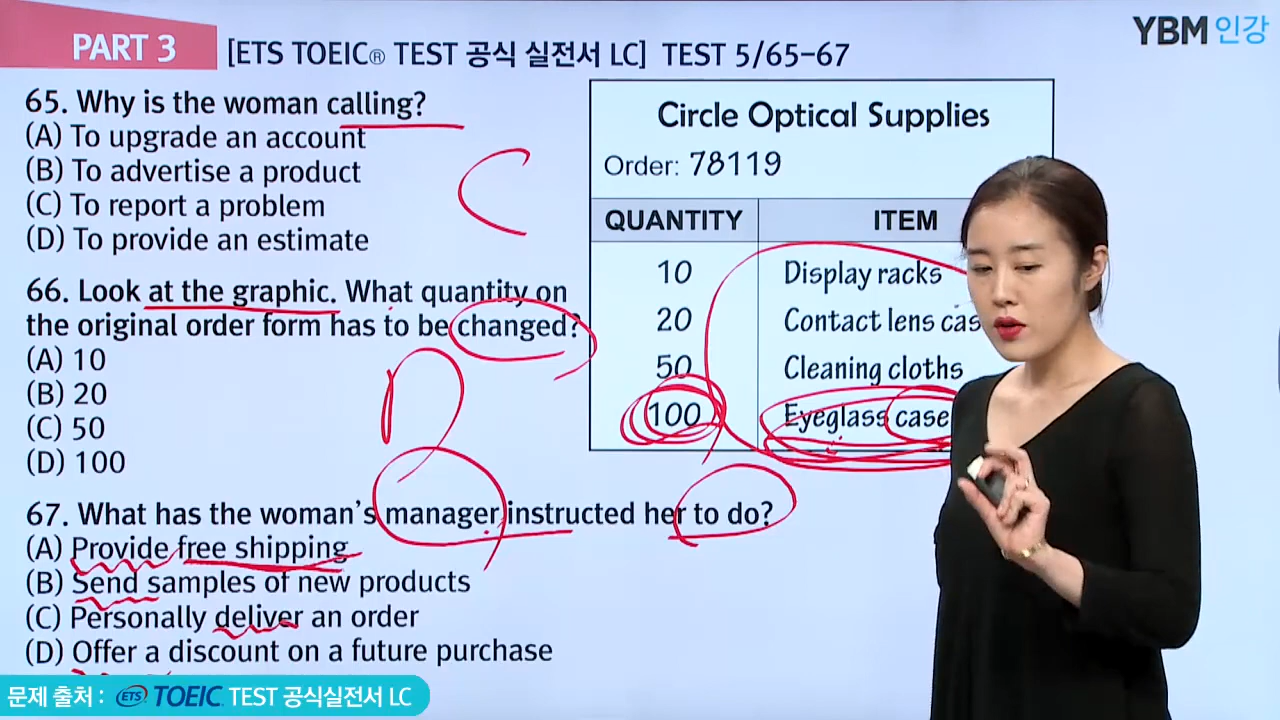 PART 3
[ETS TOEIC® TEST 공식 실전서 LC] TEST 5/65-67
YBM 인강
65. Why is the woman calling?
(A) To upgrade an account
(B) To advertise a product
(C) To report a problem
(D) To provide an estimate
C
66. Look at the graphic. What quantity on
the original order form has to be changed?
(A) 10
(B) 20
(C) 50
(D) 100
67. What has the woman's manager instructed her to do?
(A) Provide free shipping
(B) Send samples of new products
(C) Personally deliver an order
(D) Offer a discount on a future purchase
Circle Optical Supplies
Order: 78119
QUANTITY ITEM
10 Display racks
20 Contact lens
50 Cleaning cloths
100 Eyeglass case
문제 출처 : ETS TOEIC TEST 공식실전서 LC